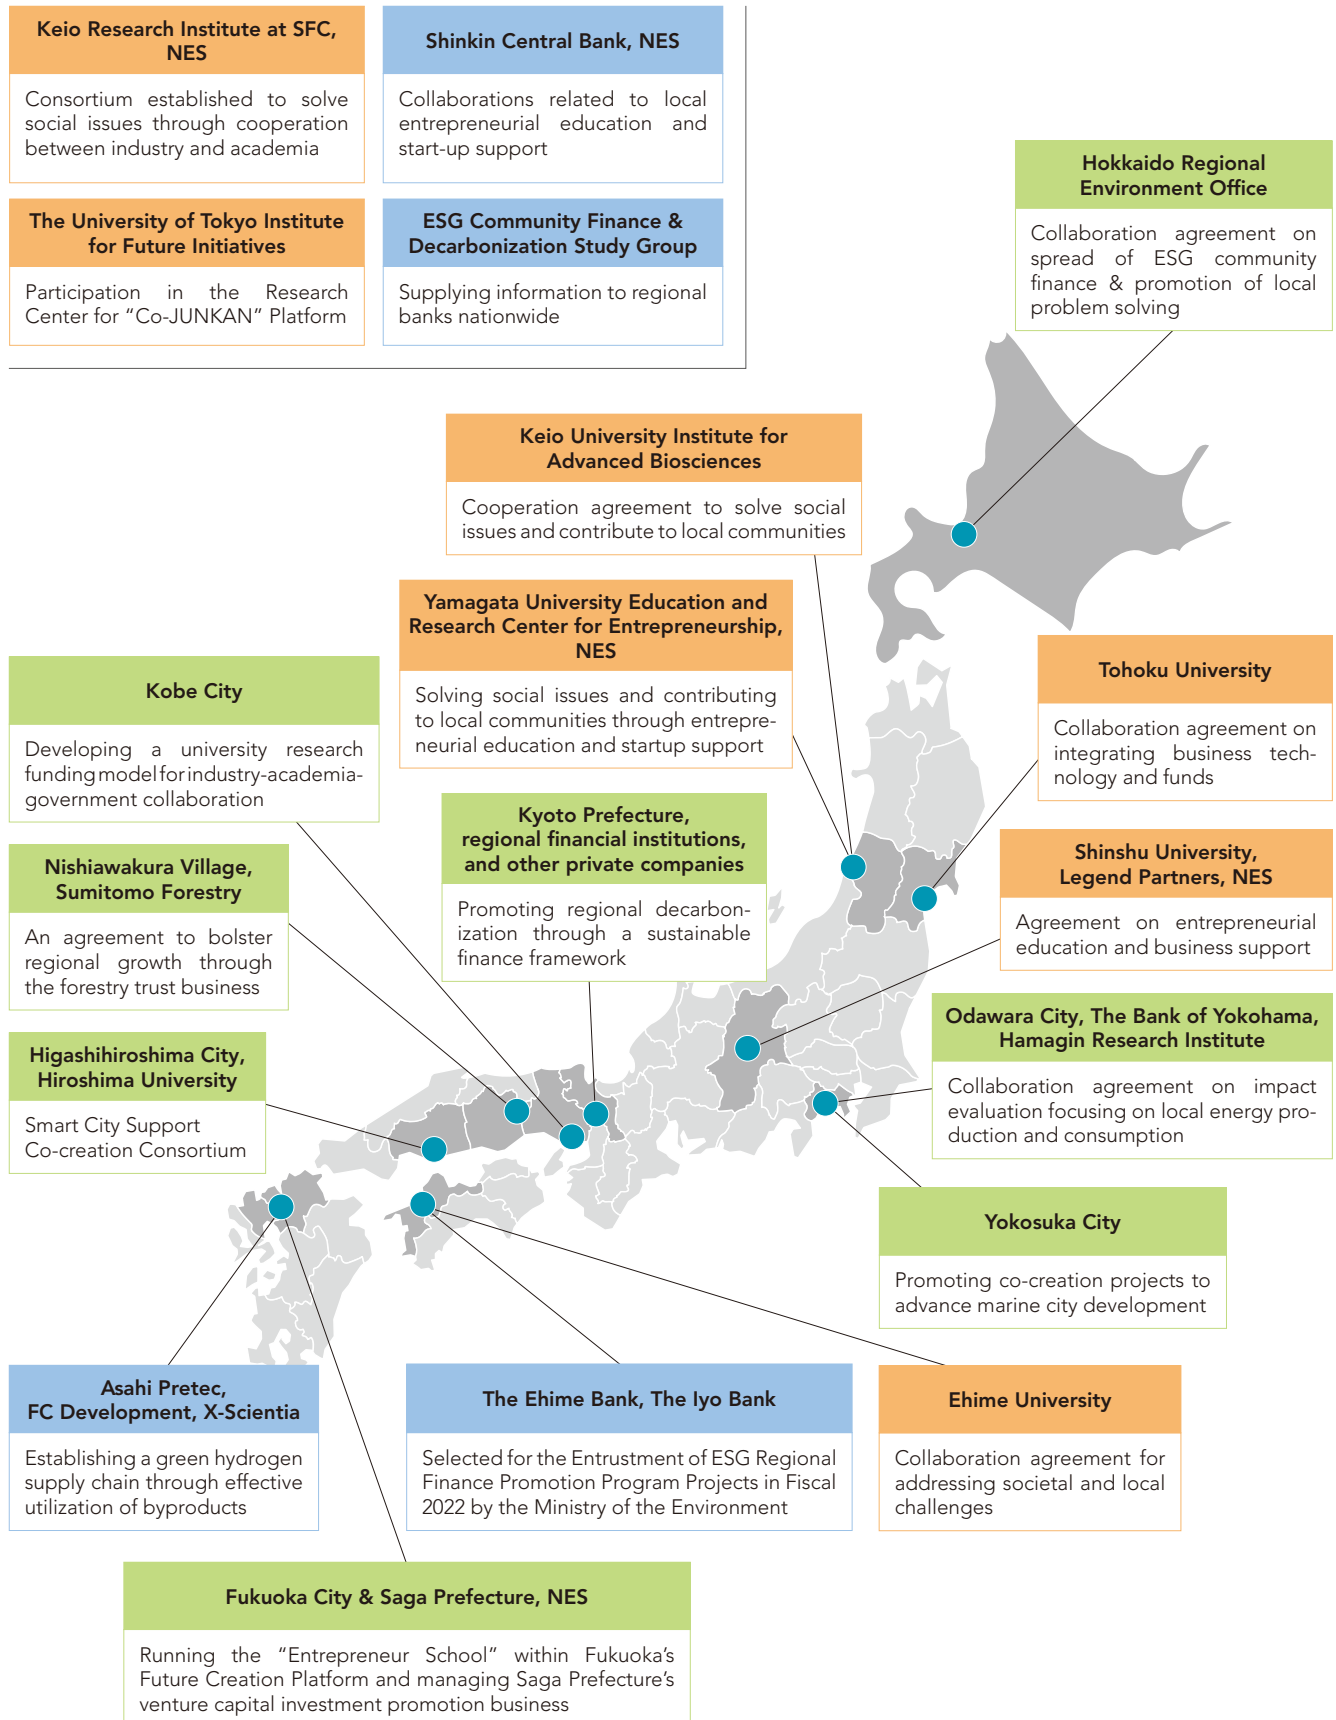 Keio Research Institute at SFC,
NES
Consortium established to solve
social issues through cooperation
between industry and academia
Shinkin Central Bank, NES
Collaborations related to local
entrepreneurial education and
start-up support
The University of Tokyo Institute
for Future Initiatives
Participation in the Research
Center for “Co-JUNKAN” Platform
ESG Community Finance &
Decarbonization Study Group
Supplying information to regional
banks nationwide
Hokkaido Regional
Environment Office
Collaboration agreement on
spread of ESG community
finance & promotion of local
problem solving
Keio University Institute for
Advanced Biosciences
Cooperation agreement to solve social
issues and contribute to local communities
Yamagata University Education and
Research Center for Entrepreneurship,
NES
Solving social issues and contributing
to local communities through entrepre-
neurial education and startup support
Tohoku University
Collaboration agreement on
integrating business tech-
nology and funds
Kobe City
Developing a university research
funding model for industry-academia-
government collaboration
Kyoto Prefecture,
regional financial institutions,
and other private companies
Promoting regional decarbon-
ization through a sustainable
finance framework
Shinshu University,
Legend Partners, NES
Agreement on entrepreneurial
education and business support
Nishiawakura Village,
Sumitomo Forestry
An agreement to bolster
regional growth through
the forestry trust business
Odawara City, The Bank of Yokohama,
Hamagin Research Institute
Collaboration agreement on impact
evaluation focusing on local energy pro-
duction and consumption
Higashihiroshima City,
Hiroshima University
Smart City Support
Co-creation Consortium
Yokosuka City
Promoting co-creation projects to
advance marine city development
Asahi Pretec,
FC Development, X-Scientia
Establishing a green hydrogen
supply chain through effective
utilization of byproducts
The Ehime Bank, The Iyo Bank
Selected for the Entrustment of ESG Regional
Finance Promotion Program Projects in Fiscal
2022 by the Ministry of the Environment
Ehime University
Collaboration agreement for
addressing societal and local
challenges
Fukuoka City & Saga Prefecture, NES
Running the “Entrepreneur School” within Fukuoka’s
Future Creation Platform and managing Saga Prefecture’s
venture capital investment promotion business